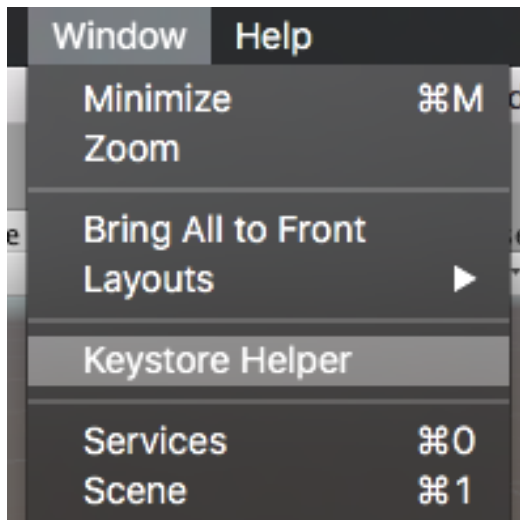 Window Help
Minimize ⌘M
Zoom
Bring All to Front
Layouts ▶
Keystore Helper
Services ⌘0
Scene ⌘1